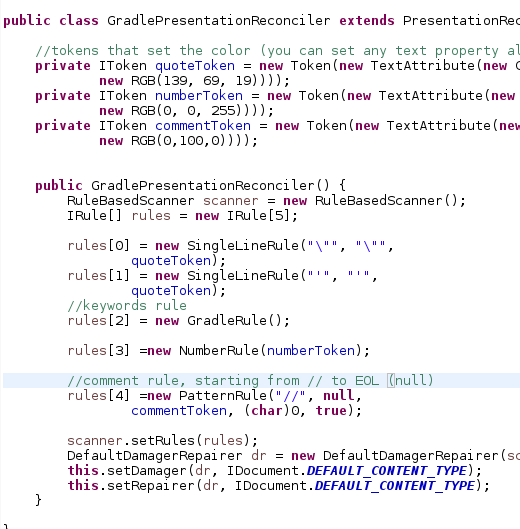 public class GradlePresentationReconciler extends
//tokens that set the color (you can set any text property
private IToken quoteToken = new Token(new TextAttribute(new
new RGB(139, 69, 19))));
private IToken numberToken = new Token(new TextAttribute(new
new RGB(0, 0, 255))));
private IToken commentToken = new Token(new TextAttribute(new
new RGB(0,100,0))));
public GradlePresentationReconciler() {
RuleBasedScanner scanner = new RuleBasedScanner();
IRule[] rules = new IRule[5];
rules[0] = new SingleLineRule("\"", "\"",
quoteToken);
rules[1] = new SingleLineRule("'", "'",
quoteToken);
//keywords rule
rules[2] = new GradleRule();
rules[3] =new NumberRule(numberToken);
//comment rule, starting from // to EOL (null)
rules[4] =new PatternRule("//", null,
commentToken, (char)0, true);
scanner.setRules(rules);
DefaultDamagerRepairer dr = new DefaultDamagerRepairer(sc
this.setDamager(dr, IDocument.DEFAULT_CONTENT_TYPE);
this.setRepairer(dr, IDocument.DEFAULT_CONTENT_TYPE);
}